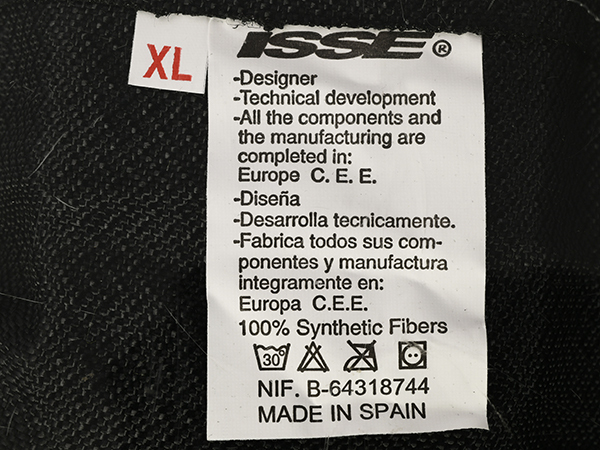 XL
ISSE®
-Designer
-Technical development
-All the components and
the manufacturing are
completed in:
Europe C. E. E.
-Diseña
-Desarrolla tecnicamente.
-Fabrica todos sus com-
ponentes y manufactura
integramente en:
Europa C.E.E.
100% Synthetic Fibers
30°
NIF. B-64318744
MADE IN SPAIN